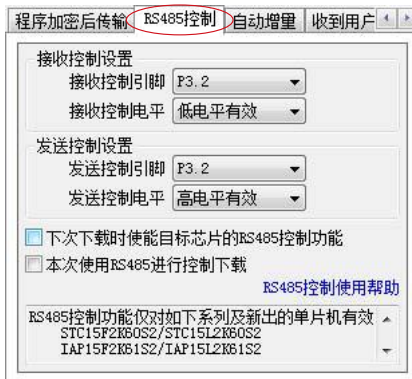 程序加密后传输 RS485控制 自动增量 收到用户
接收控制设置
接收控制引脚 P3.2
接收控制电平 低电平有效
发送控制设置
发送控制引脚 P3.2
发送控制电平 高电平有效
下次下载时使能目标芯片的RS485控制功能
本次使用RS485进行控制下载
RS485控制使用帮助
RS485控制功能仅对如下系列及新出的单片机有效
STC15F2K60S2/STC15L2K60S2
IAP15F2K61S2/IAP15L2K61S2